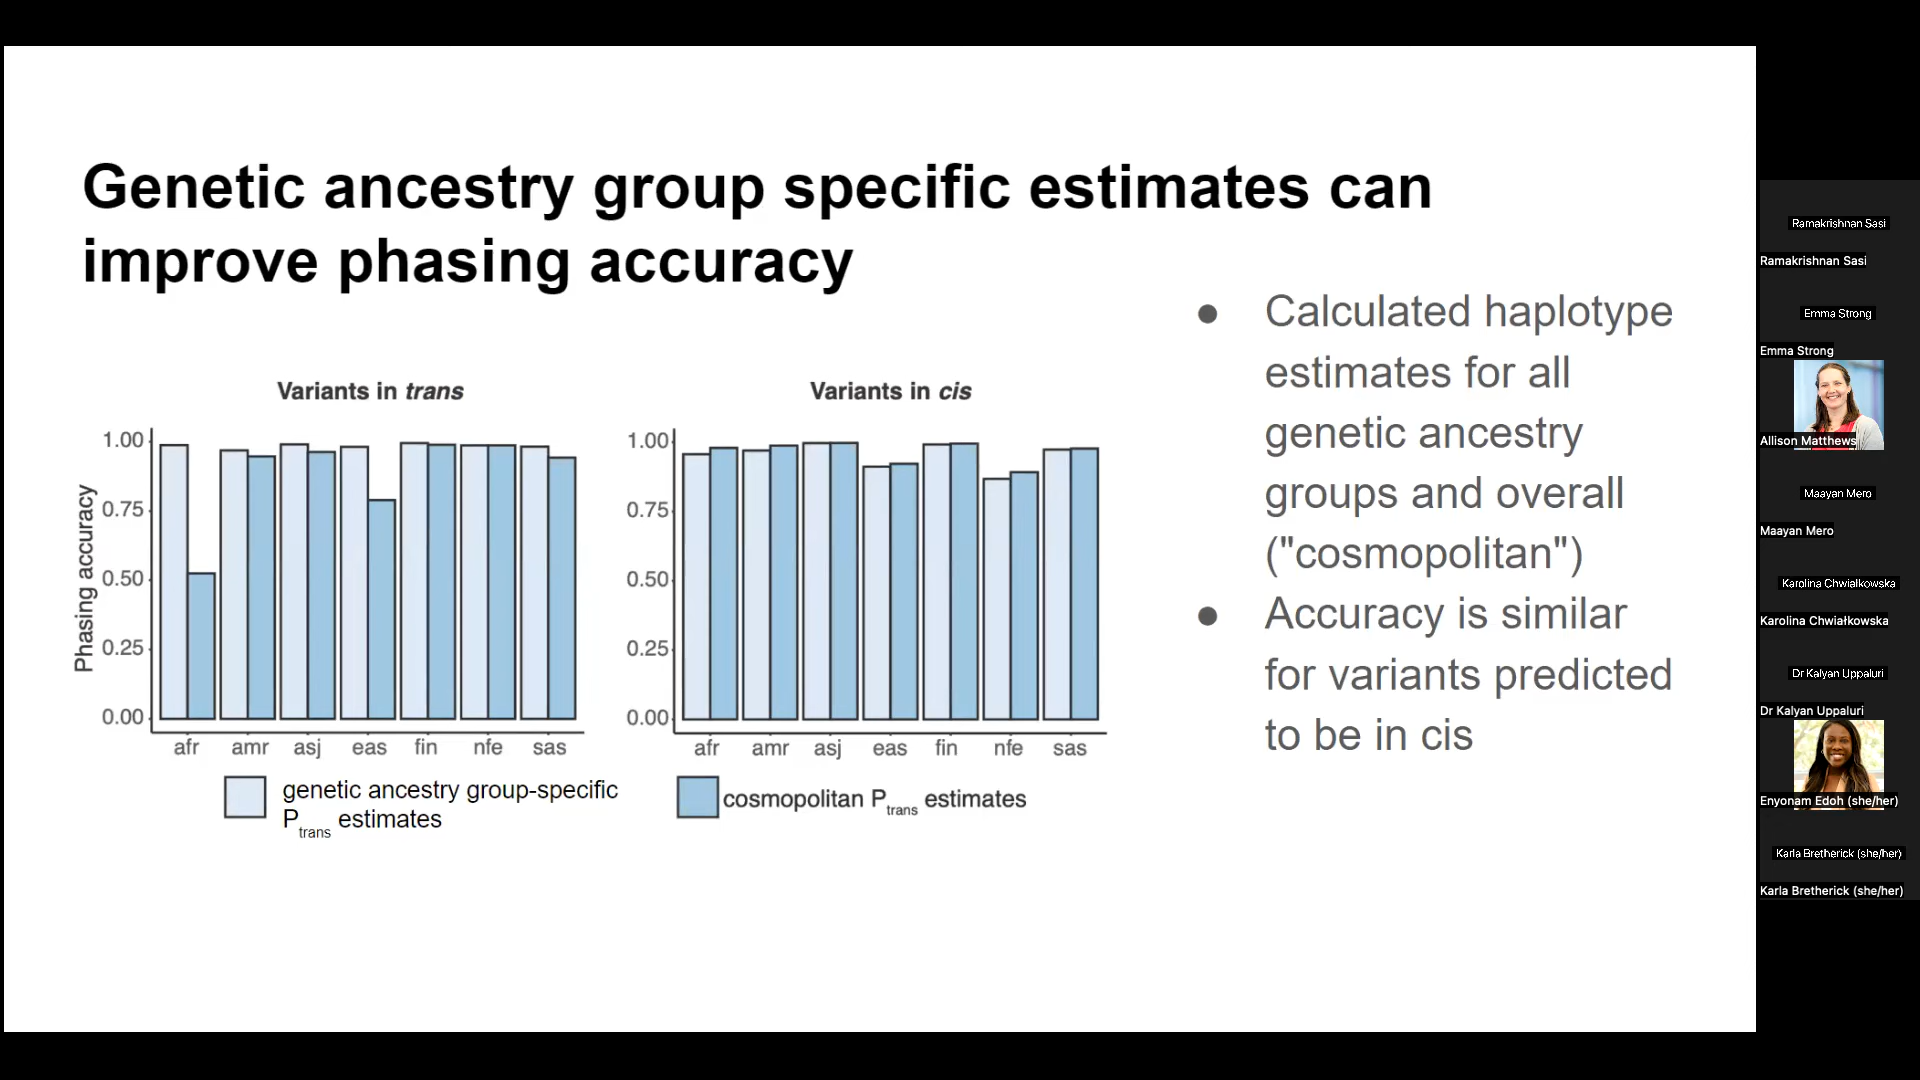 Genetic ancestry group specific estimates can
improve phasing accuracy
Variants in trans
Phasing accuracy
1.00
0.75
0.50
0.25
0.00
afr amr asj eas fin nfe sas
Variants in cis
1.00
0.75
0.50
0.25
0.00
afr amr asj eas fin nfe sas
genetic ancestry group-specific
Ptrans estimates
cosmopolitan Ptrans estimates
● Calculated haplotype
estimates for all
genetic ancestry
groups and overall
("cosmopolitan")
● Accuracy is similar
for variants predicted
to be in cis
Ramakrishnan Sasi
Ramakrishnan Sasi
Emma Strong
Emma Strong
Allison Matthews
Maayan Mero
Maayan Mero
Karolina Chwiałkowska
Karolina Chwiałkowska
Dr Kalyan Uppaluri
Dr Kalyan Uppaluri
Enyonam Edoh (she/her)
Karla Bretherick (she/her)
Karla Bretherick (she/her)